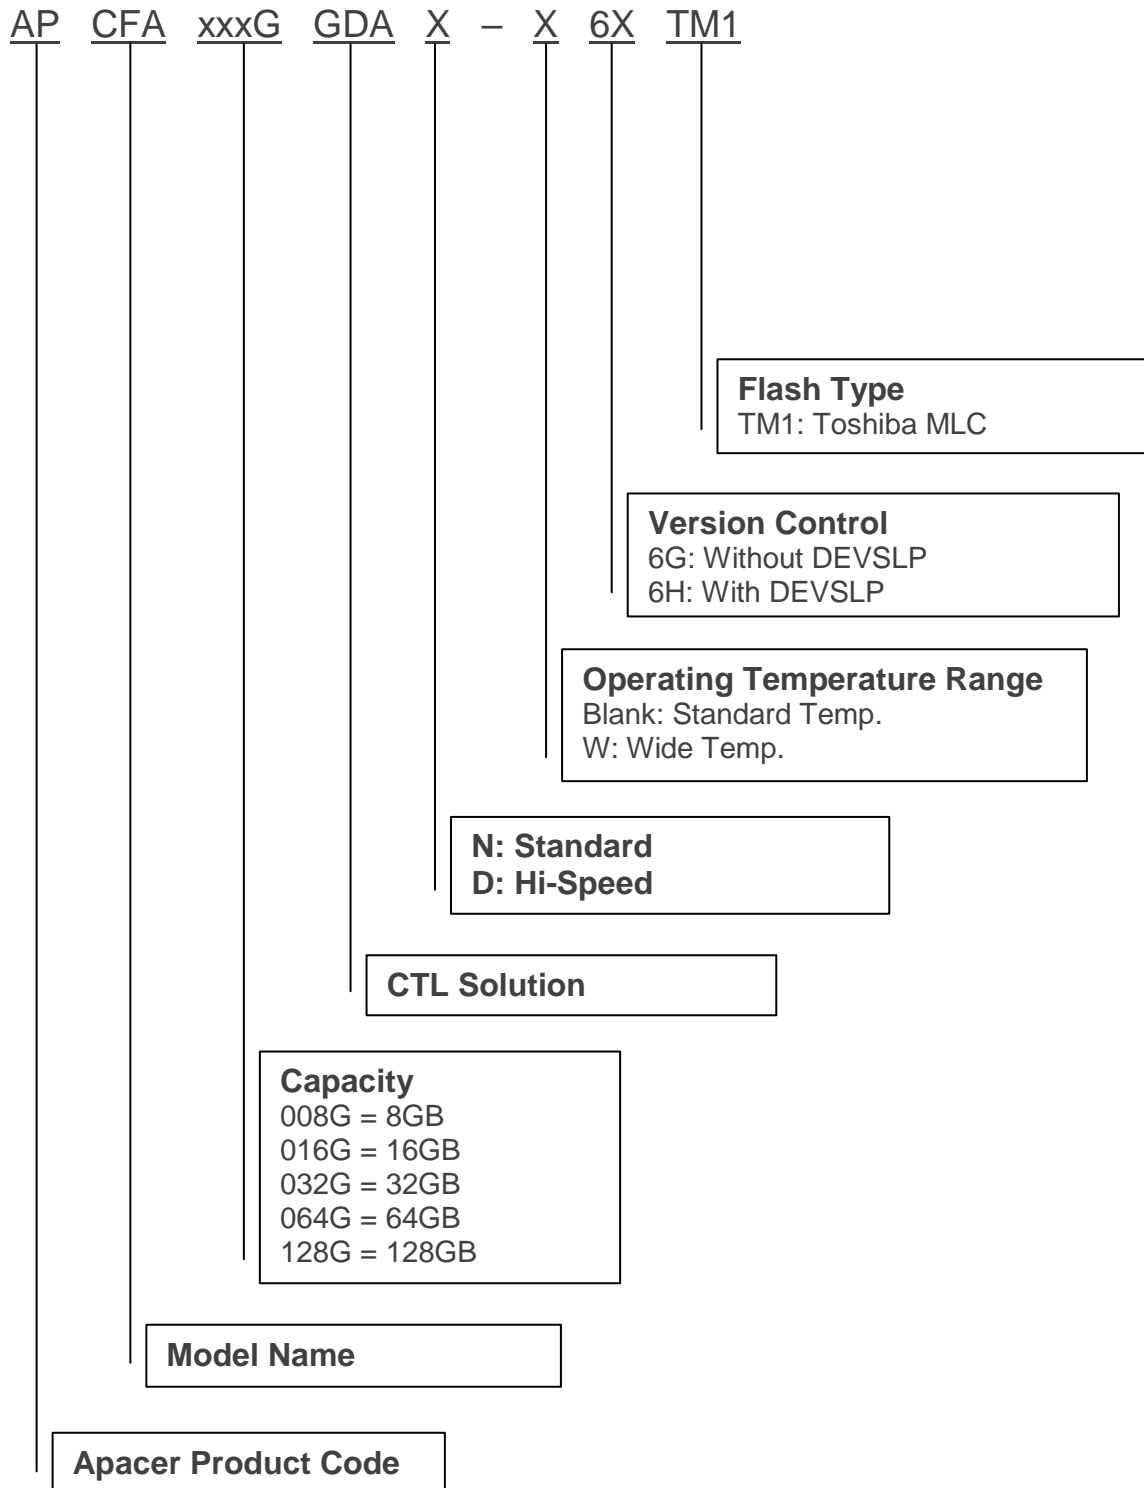 AP CFA xxxG GDA X – X 6X TM1
Flash Type
TM1: Toshiba MLC
Version Control
6G: Without DEVSLP
6H: With DEVSLP
Operating Temperature Range
Blank: Standard Temp.
W: Wide Temp.
N: Standard
D: Hi-Speed
CTL Solution
Capacity
008G = 8GB
016G = 16GB
032G = 32GB
064G = 64GB
128G = 128GB
Model Name
Apacer Product Code